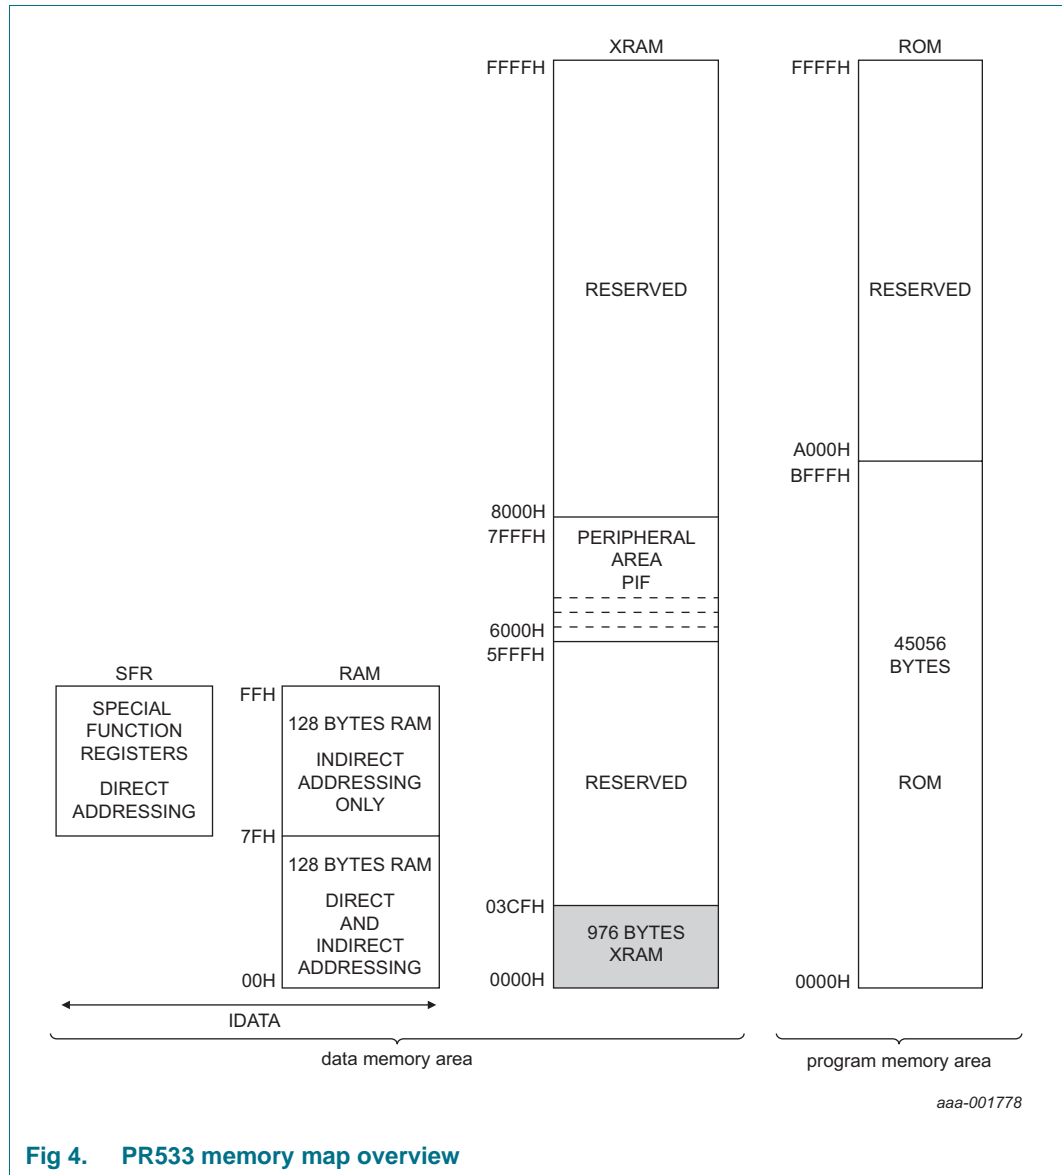 XRAM
ROM
FFFFH
FFFFH
RESERVED
RESERVED
A000H
BFFFH
8000H
7FFFH
PERIPHERAL
AREA
PIF
6000H
5FFFH
45056
BYTES
SFR
RAM
FFH
SPECIAL
FUNCTION
REGISTERS
DIRECT
ADDRESSING
128 BYTES RAM
INDIRECT
ADDRESSING
ONLY
RESERVED
ROM
7FH
128 BYTES RAM
DIRECT
AND
INDIRECT
ADDRESSING
03CFH
976 BYTES
XRAM
00H
0000H
0000H
IDATA
data memory area
program memory area
aaa-001778
Fig 4. PR533 memory map overview